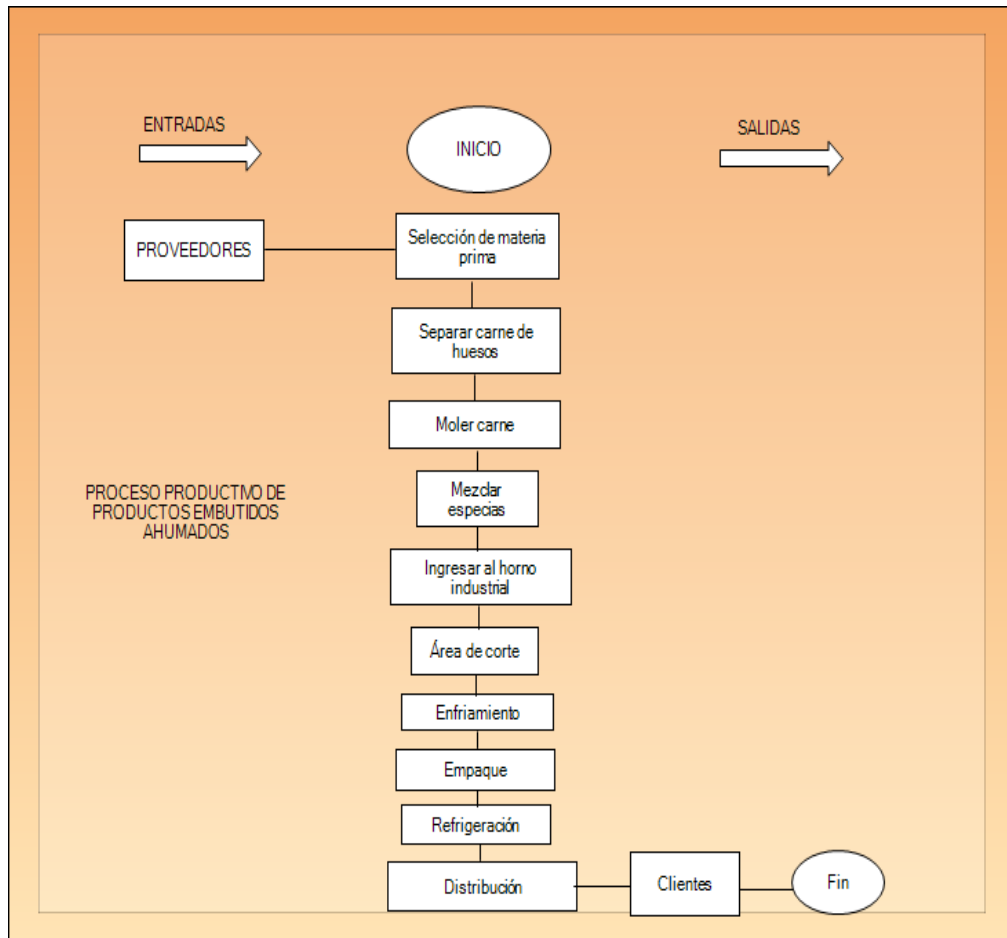 ENTRADAS
INICIO
SALIDAS
PROVEEDORES
Selección de materia
prima
Separar carne de
huesos
Moler carne
PROCESO PRODUCTIVO DE
PRODUCTOS EMBUTIDOS
AHUMADOS
Mezclar
especias
Ingresar al horno
industrial
Área de corte
Enfriamiento
Empaque
Refrigeración
Distribución
Clientes
Fin